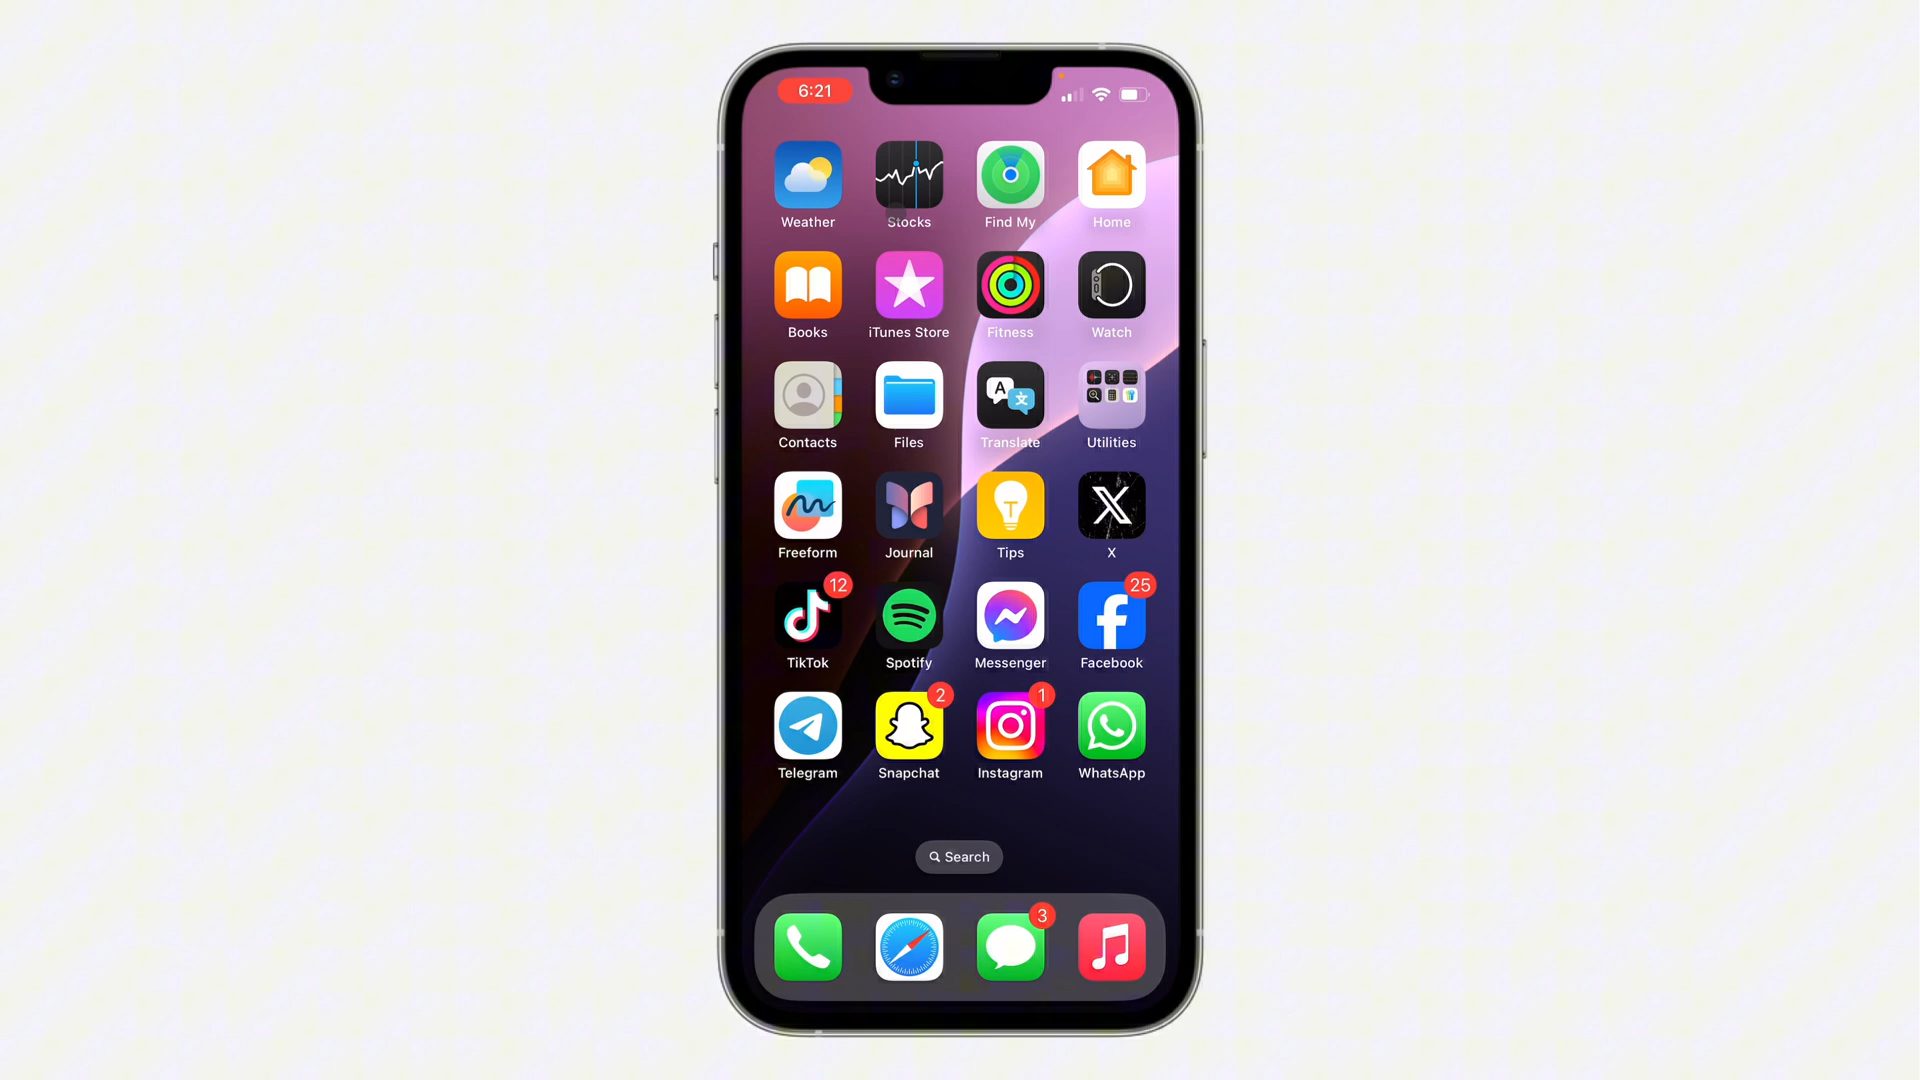 6:21
Weather Stocks Find My Home
Books iTunes Store Fitness Watch
Contacts Files Translate Utilities
Freeform Journal Tips X
12 25
TikTok Spotify Messenger Facebook
2 1
Telegram Snapchat Instagram WhatsApp
Search
3